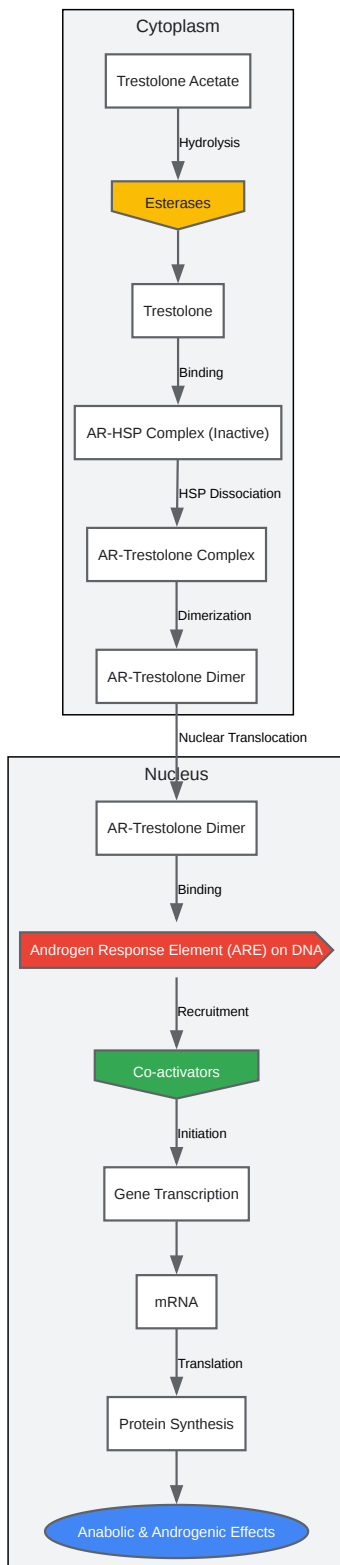 Cytoplasm
Trestolone Acetate
Hydrolysis
Esterases
Trestolone
Binding
AR-HSP Complex (Inactive)
HSP Dissociation
AR-Trestolone Complex
Dimerization
AR-Trestolone Dimer
Nuclear Translocation
Nucleus
AR-Trestolone Dimer
Binding
Androgen Response Element (ARE) on DNA
Recruitment
Co-activators
Initiation
Gene Transcription
mRNA
Translation
Protein Synthesis
Anabolic & Androgenic Effects